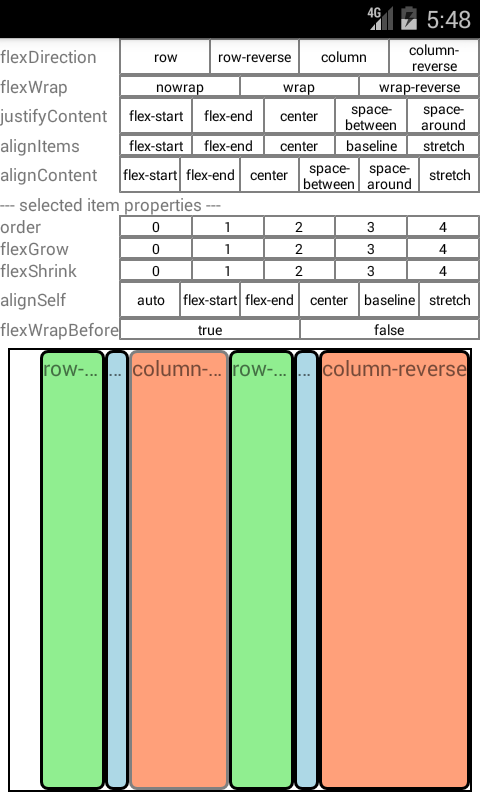 4G 5:48
flexDirection row row-reverse column column-reverse
flexWrap nowrap wrap wrap-reverse
justifyContent flex-start flex-end center space-between space-around
alignItems flex-start flex-end center baseline stretch
alignContent flex-start flex-end center space-between space-around stretch
--- selected item properties ---
order 0 1 2 3 4
flexGrow 0 1 2 3 4
flexShrink 0 1 2 3 4
alignSelf auto flex-start flex-end center baseline stretch
flexWrapBefore true false
row-... ... column-... row-... ... column-reverse